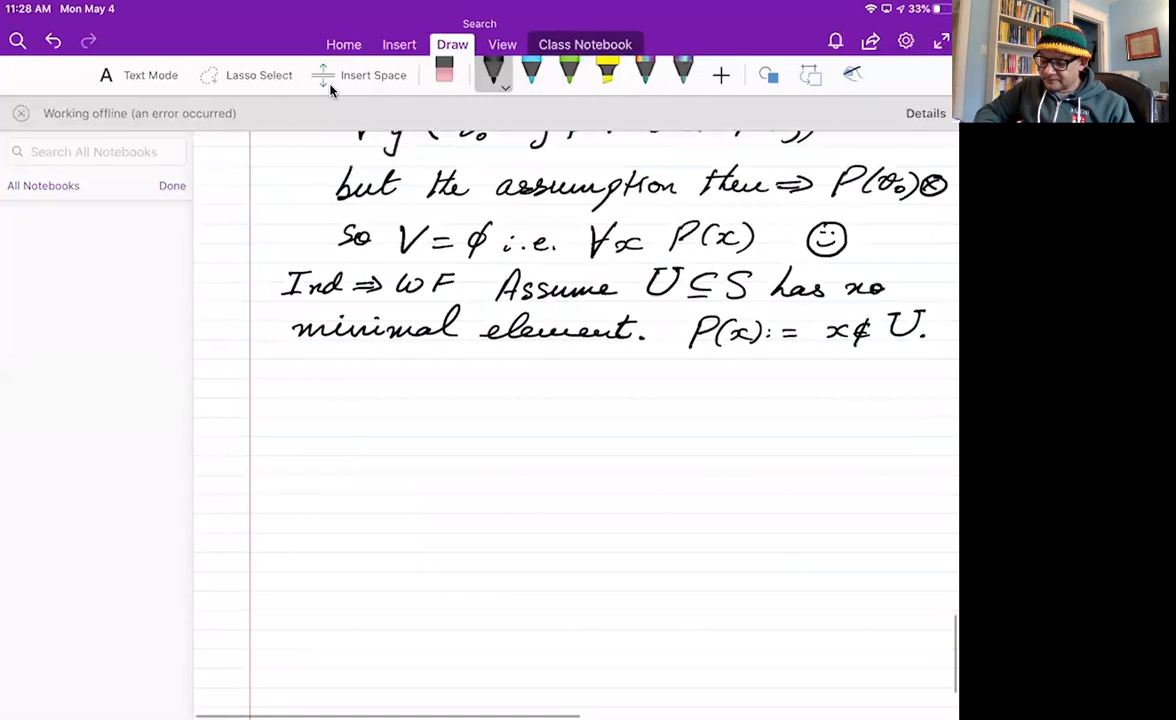 11:28 AM Mon May 4
33%
Search
Home Insert Draw View Class Notebook
A Text Mode Lasso Select Insert Space
Working offline (an error occurred) Details
Search All Notebooks
All Notebooks Done
but the assumption then ⇒ P(v₀) ⊗
so V = ϕ i.e. ∀x P(x) ☺
Ind ⇒ WF Assume U ⊆ S has no
minimal element. P(x) := x ∉ U.